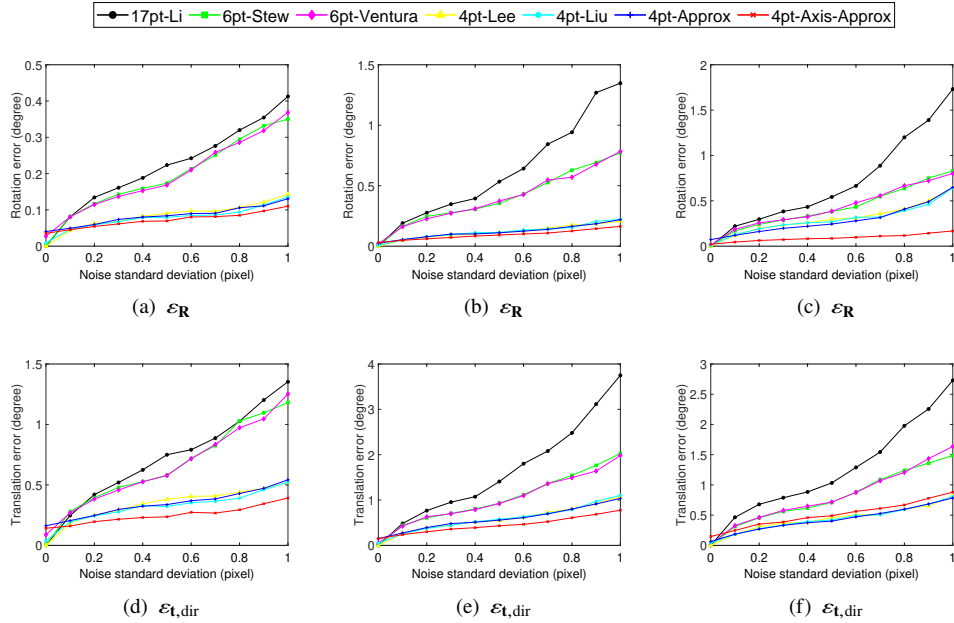 17pt-Li 6pt-Stew 6pt-Ventura 4pt-Lee 4pt-Liu 4pt-Approx 4pt-Axis-Approx
Rotation error (degree)
0.5
0.4
0.3
0.2
0.1
0
0 0.2 0.4 0.6 0.8 1
Noise standard deviation (pixel)
(a) εR
Rotation error (degree)
1.5
1
0.5
0
0 0.2 0.4 0.6 0.8 1
Noise standard deviation (pixel)
(b) εR
Rotation error (degree)
2
1.5
1
0.5
0
0 0.2 0.4 0.6 0.8 1
Noise standard deviation (pixel)
(c) εR
Translation error (degree)
1.5
1
0.5
0
0 0.2 0.4 0.6 0.8 1
Noise standard deviation (pixel)
(d) εt,dir
Translation error (degree)
4
3
2
1
0
0 0.2 0.4 0.6 0.8 1
Noise standard deviation (pixel)
(e) εt,dir
Translation error (degree)
3
2.5
2
1.5
1
0.5
0
0 0.2 0.4 0.6 0.8 1
Noise standard deviation (pixel)
(f) εt,dir